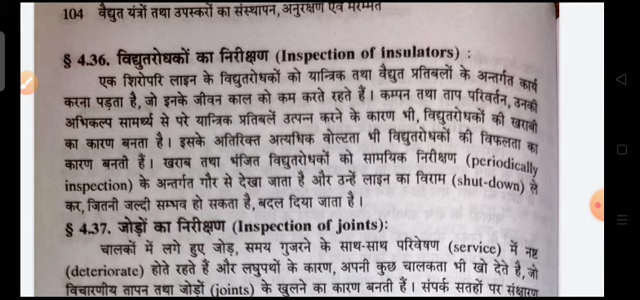 104 वैद्युत यंत्रों तथा उपस्करों का संस्थापन, अनुरक्षण एवं मरम्मत
§ 4.36. विद्युतरोधकों का निरीक्षण (Inspection of insulators) :
एक शिरोपरि लाइन के विद्युतरोधकों को यान्त्रिक तथा वैद्युत प्रतिबलों के अन्तर्गत कार्य
करना पड़ता है, जो इनके जीवन काल को कम करते रहते हैं। कम्पन तथा ताप परिवर्तन, उनकी
अभिकल्प सामर्थ्य से परे यान्त्रिक प्रतिबलें उत्पन्न करने के कारण भी, विद्युतरोधकों की खराबी
का कारण बनता है। इसके अतिरिक्त अत्यधिक वोल्टता भी विद्युतरोधकों की विफलता का
कारण बनती हैं। खराब तथा भंजित विद्युतरोधकों को सामयिक निरीक्षण (periodically
inspection) के अन्तर्गत गौर से देखा जाता है और उन्हें लाइन का विराम (shut-down) ले
कर, जितनी जल्दी सम्भव हो सकता है, बदल दिया जाता है।
§ 4.37. जोड़ों का निरीक्षण (Inspection of joints):
चालकों में लगे हुए जोड़, समय गुजरने के साथ-साथ परिवेषण (service) में नष्ट
(deteriorate) होते रहते हैं और लघुपथों के कारण, अपनी कुछ चालकता भी खो देते है, जो
विचारणीय तापन तथा जोड़ों (joints) के खुलने का कारण बनती हैं। संपर्क सतहों पर संक्षारण